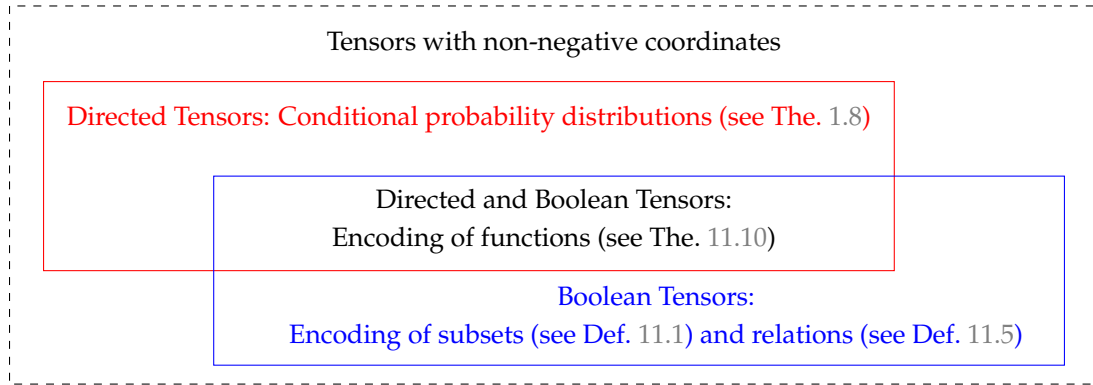 Tensors with non-negative coordinates
Directed Tensors: Conditional probability distributions (see The. 1.8)
Directed and Boolean Tensors:
Encoding of functions (see The. 11.10)
Boolean Tensors:
Encoding of subsets (see Def. 11.1) and relations (see Def. 11.5)